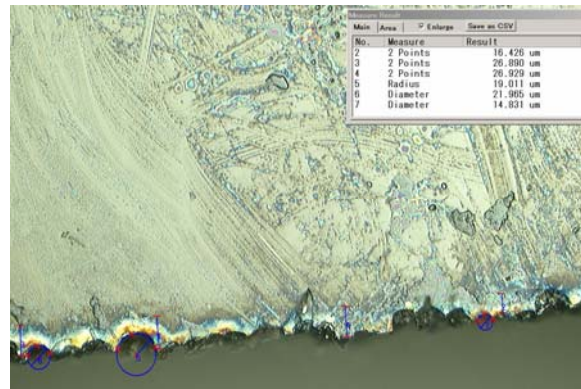 Measure Result
Main Area Enlarge Save as CSV
No. Measure Result
2 2 Points 16.426 um
3 2 Points 26.890 um
4 2 Points 26.929 um
5 Radius 19.011 um
6 Diameter 21.965 um
7 Diameter 14.831 um